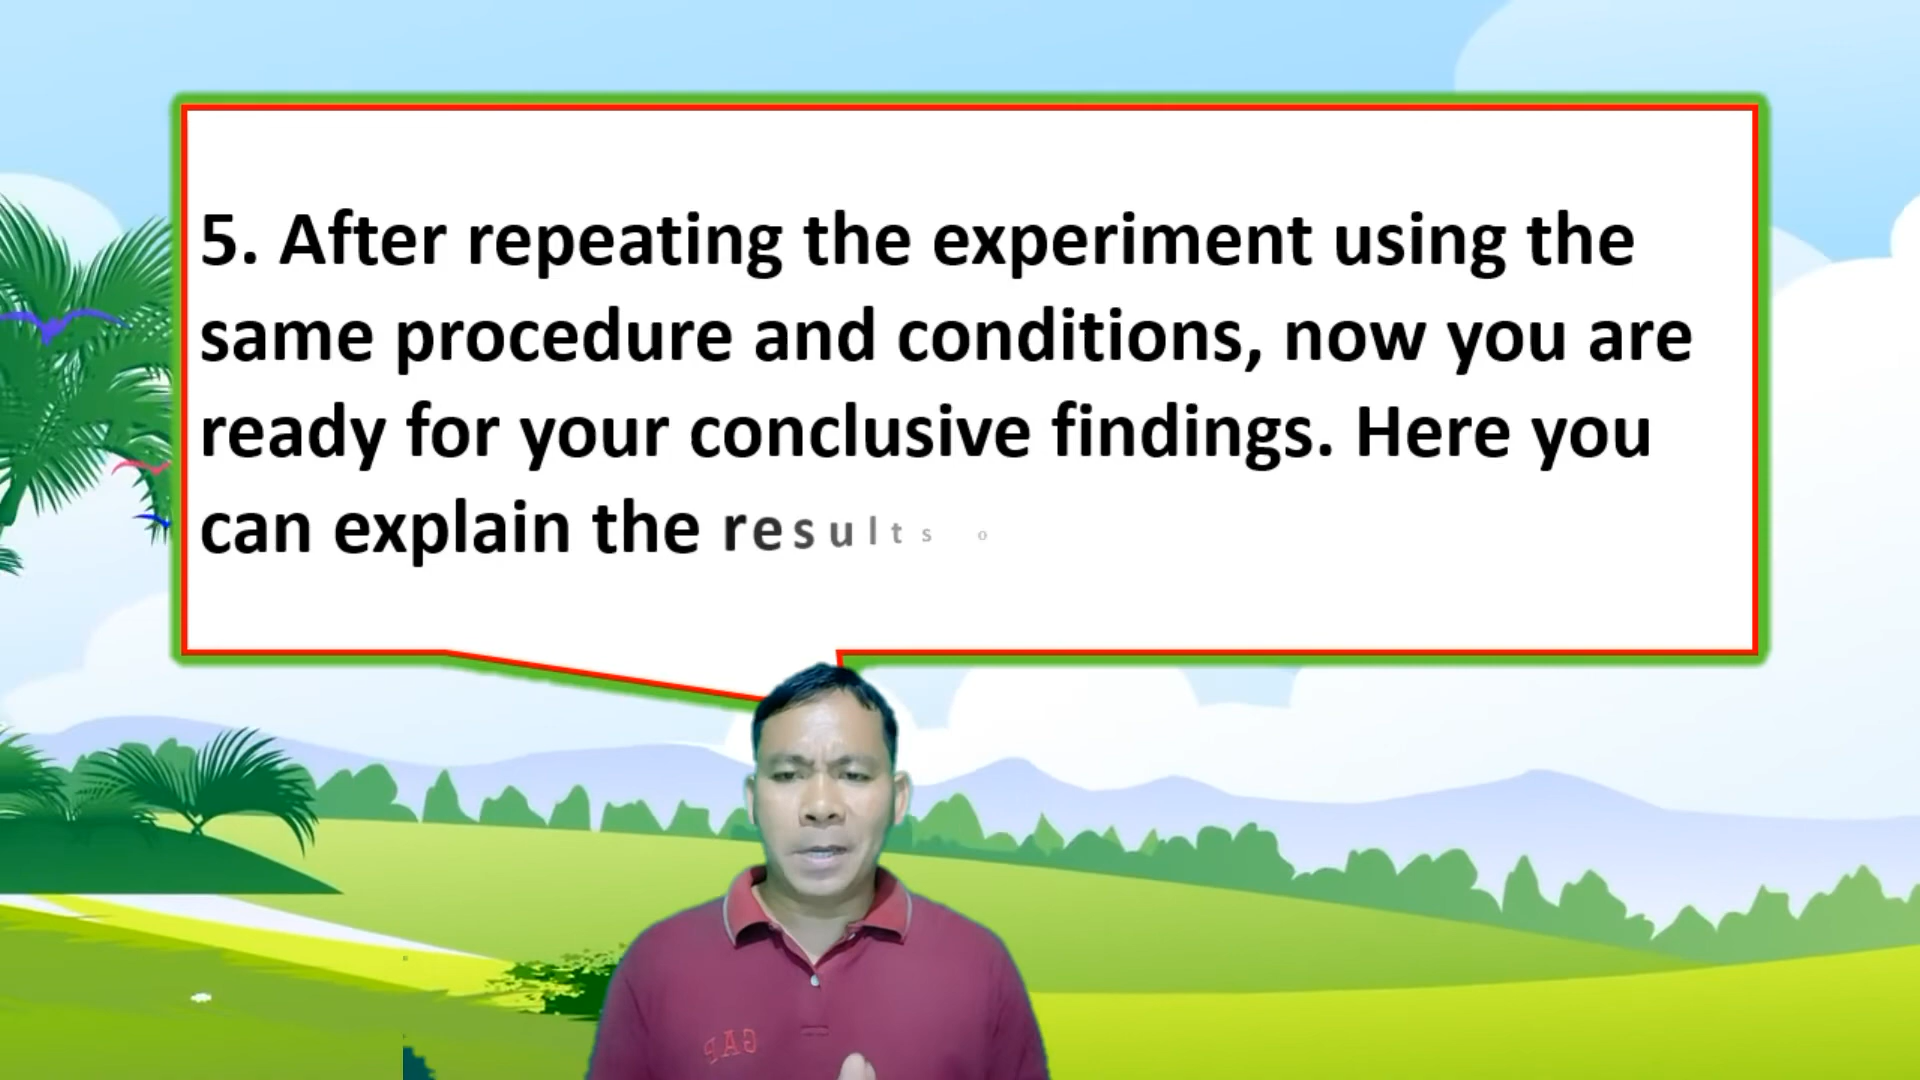 5. After repeating the experiment using the
same procedure and conditions, now you are
ready for your conclusive findings. Here you
can explain the results o
GAP